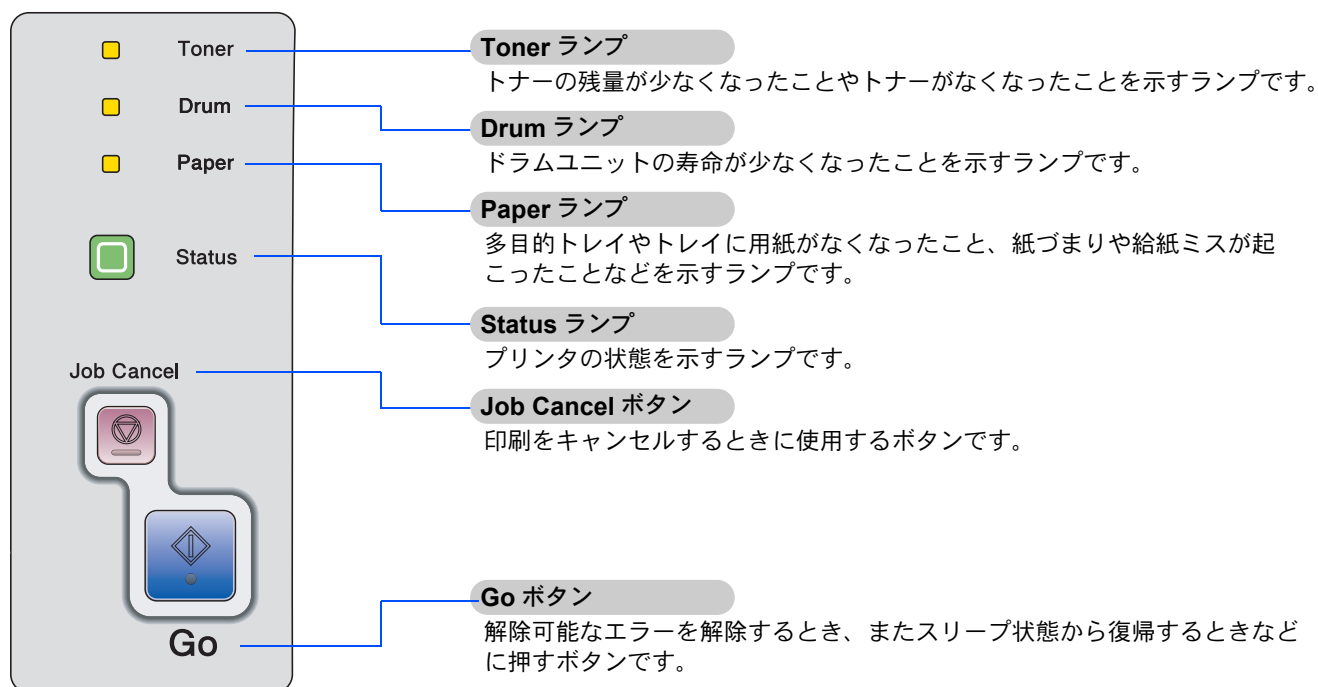 Toner
Drum
Paper
Status
Job Cancel
Go
Toner ランプ
トナーの残量が少なくなったことやトナーがなくなったことを示すランプです。
Drum ランプ
ドラムユニットの寿命が少なくなったことを示すランプです。
Paper ランプ
多目的トレイやトレイに用紙がなくなったこと、紙づまりや給紙ミスが起
こったことなどを示すランプです。
Status ランプ
プリンタの状態を示すランプです。
Job Cancel ボタン
印刷をキャンセルするときに使用するボタンです。
Go ボタン
解除可能なエラーを解除するとき、またスリープ状態から復帰するときなど
に押すボタンです。